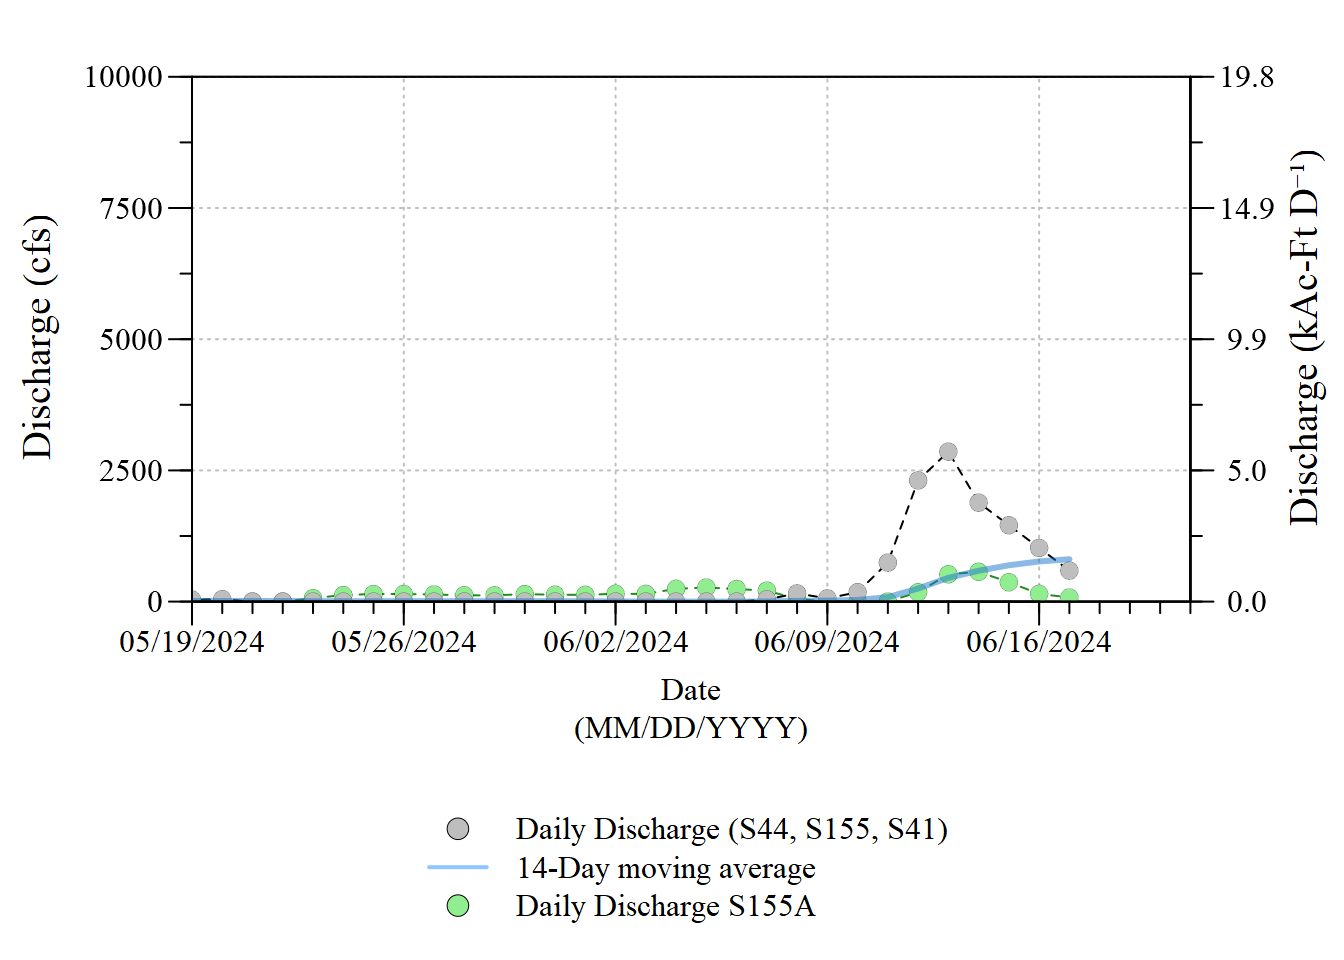 10000
7500
5000
2500
0
Discharge (cfs)
19.8
14.9
9.9
5.0
0.0
Discharge (kAc-Ft D⁻¹)
05/19/2024
05/26/2024
06/02/2024
06/09/2024
06/16/2024
Date
(MM/DD/YYYY)
Daily Discharge (S44, S155, S41)
14-Day moving average
Daily Discharge S155A